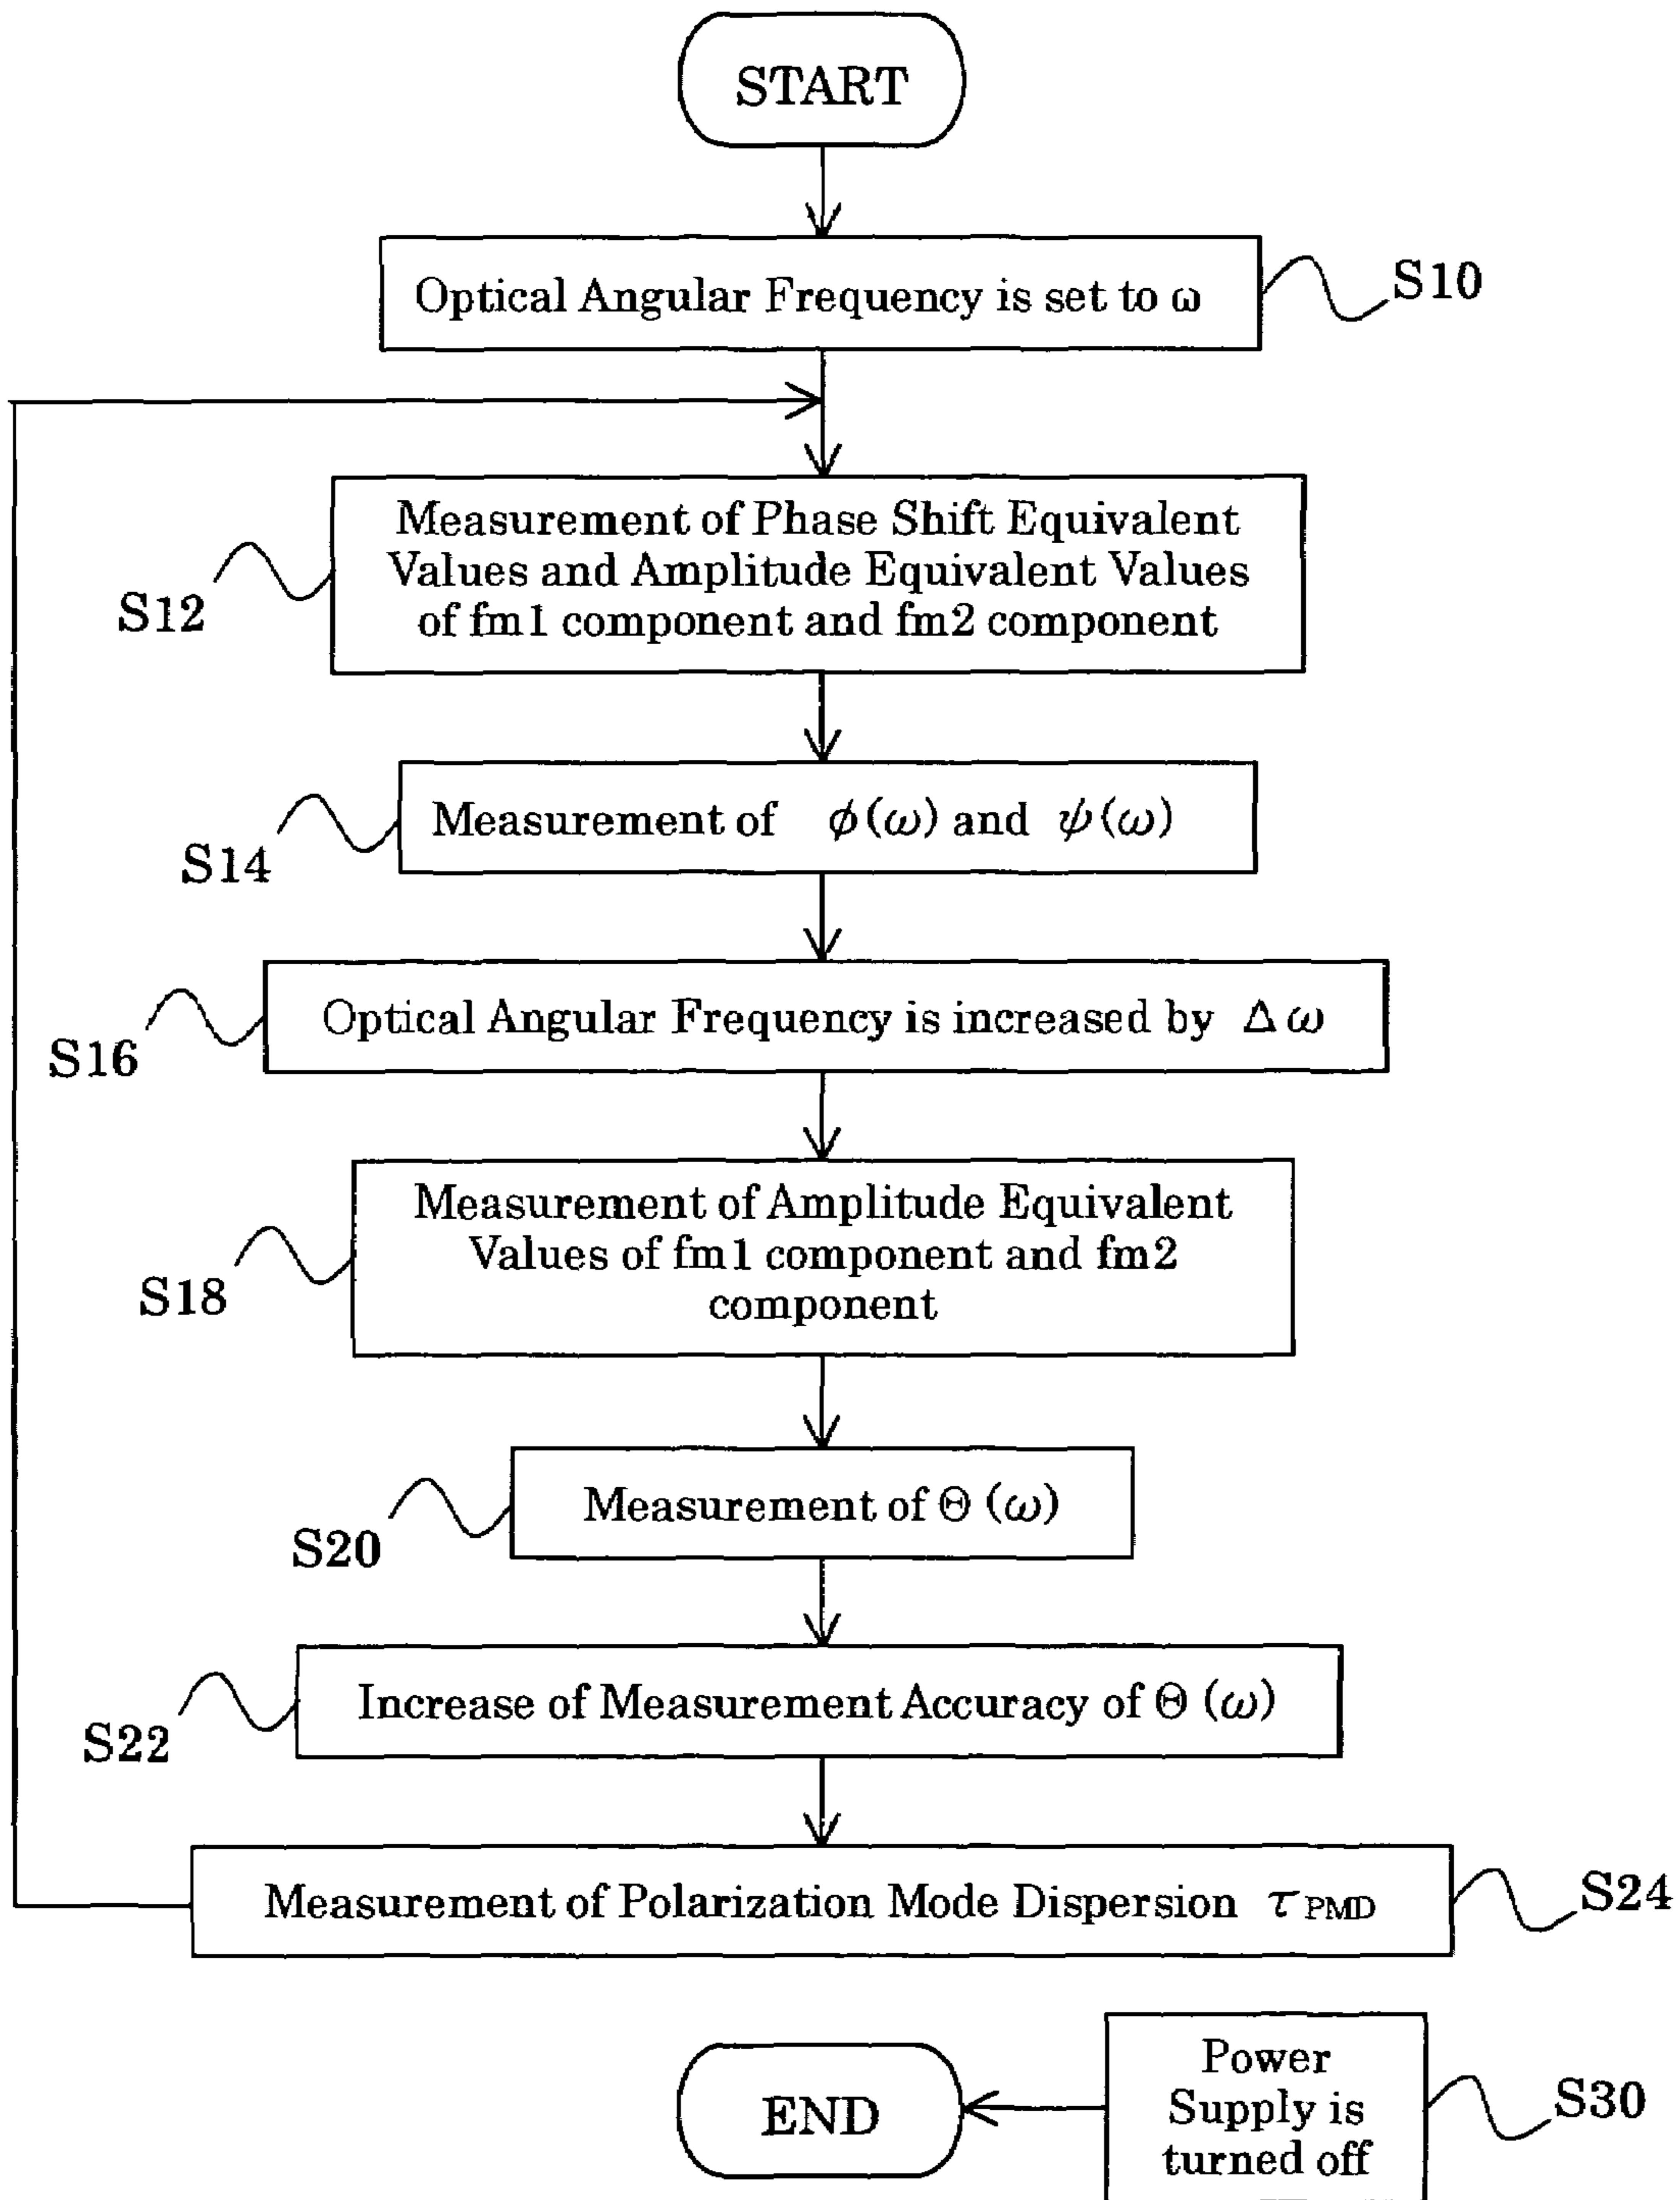 START
Optical Angular Frequency is set to ω
S10
Measurement of Phase Shift Equivalent
Values and Amplitude Equivalent Values
of fm1 component and fm2 component
S12
Measurement of ϕ(ω) and ψ(ω)
S14
Optical Angular Frequency is increased by Δω
S16
Measurement of Amplitude Equivalent
Values of fm1 component and fm2
component
S18
Measurement of Θ(ω)
S20
Increase of Measurement Accuracy of Θ(ω)
S22
Measurement of Polarization Mode Dispersion τPMD
S24
END
Power
Supply is
turned off
S30